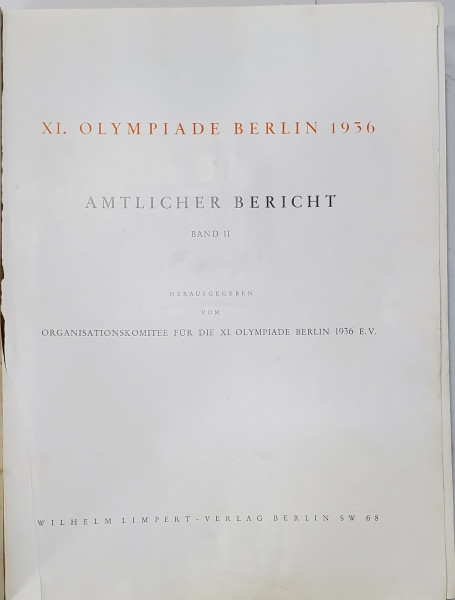 XI. OLYMPIADE BERLIN 1936
AMTLICHER BERICHT
BAND II
HERAUSGEGEBEN
VOM
ORGANISATIONSKOMITEE FÜR DIE XI. OLYMPIADE BERLIN 1936 E.V.
WILHELM LIMPERT-VERLAG BERLIN SW 68